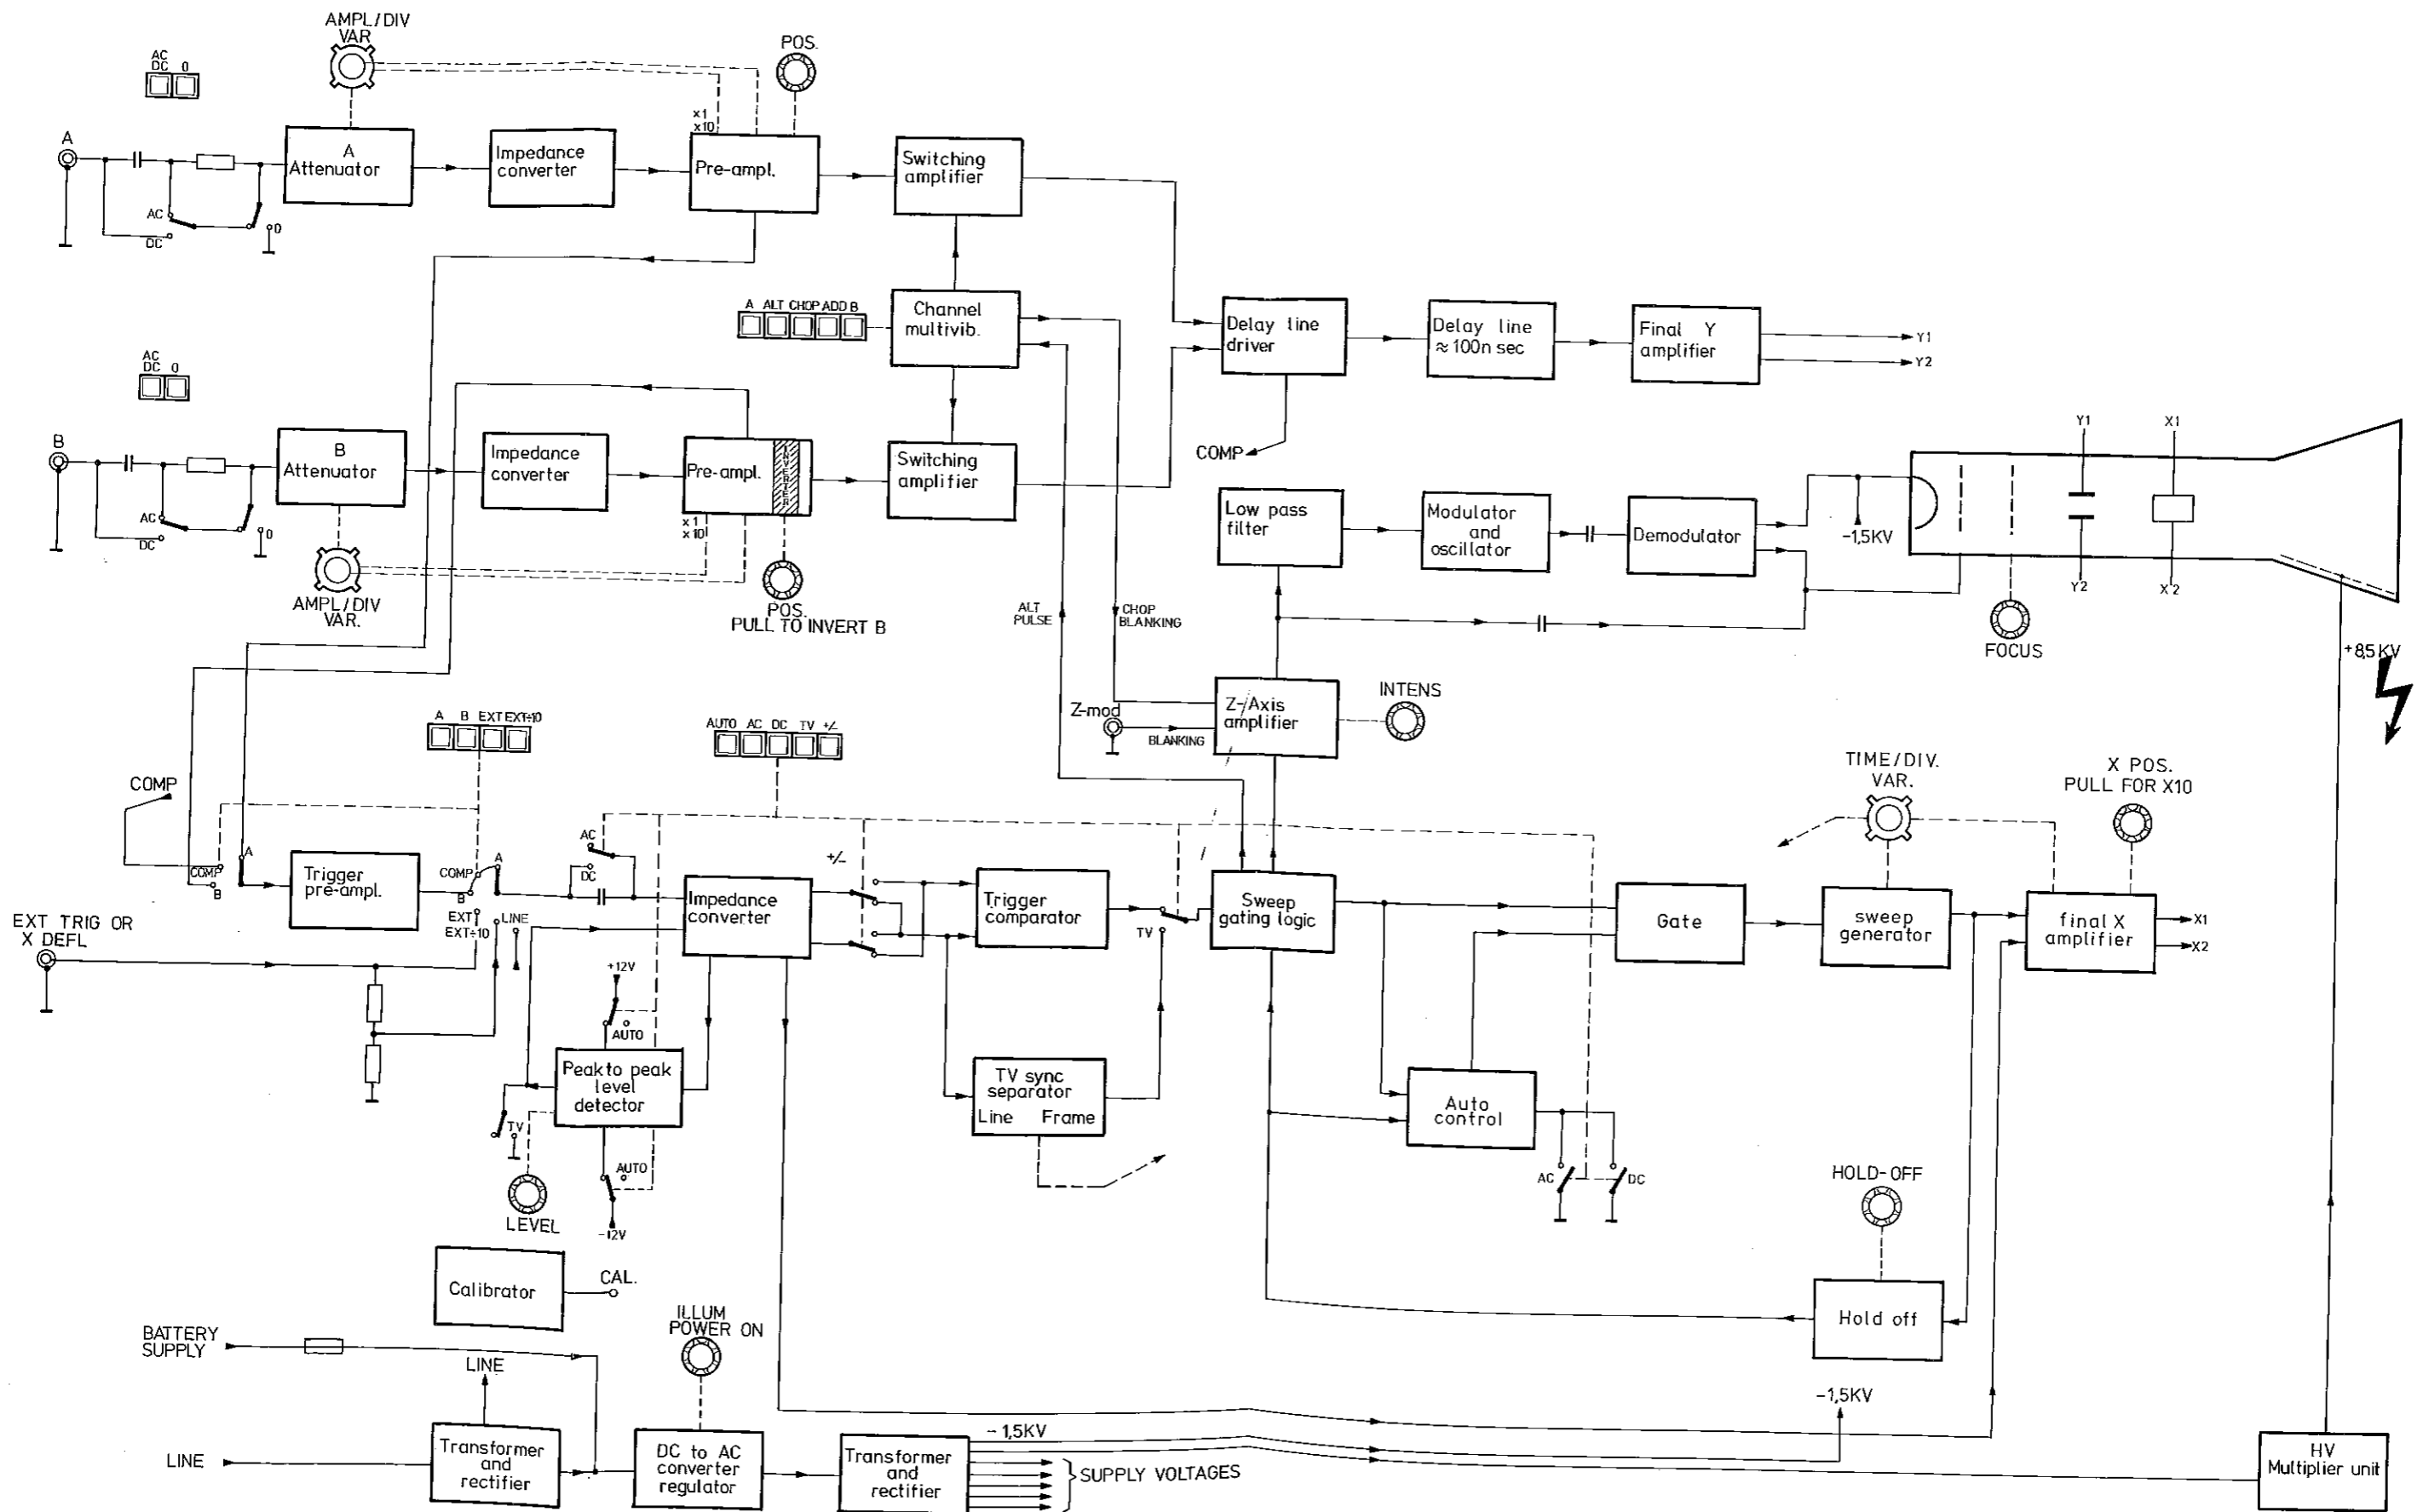 AMPL/DIV
VAR
POS.
AC
DC 0
x1
x10
A
A
Attenuator
Impedance
converter
Pre-ampl.
Switching
amplifier
AC
DC
0
A ALT CHOP ADD B
Channel
multivib.
Delay line
driver
Delay line
≈100n sec
Final Y
amplifier
Y1
Y2
AC
DC 0
B
B
Attenuator
Impedance
converter
Pre-ampl.
INVERTER
Switching
amplifier
COMP
AC
DC
0
x1
x10
AMPL/DIV
VAR.
POS.
PULL TO INVERT B
Low pass
filter
Modulator
and
oscillator
Demodulator
-1,5KV
Y1
X1
Y2
X2
FOCUS
+8,5KV
ALT
PULSE
CHOP
BLANKING
Z-mod
BLANKING
Z-Axis
amplifier
INTENS
A B EXT EXT÷10
AUTO AC DC TV +/-
TIME/DIV.
VAR.
X POS.
PULL FOR X10
COMP
COMP
A
B
Trigger
pre-ampl.
COMP
A
B
EXT
EXT÷10
LINE
AC
DC
Impedance
converter
+/-
Trigger
comparator
TV
Sweep
gating logic
Gate
sweep
generator
final X
amplifier
X1
X2
EXT TRIG OR
X DEFL
+12V
AUTO
Peak to peak
level
detector
TV
AUTO
-12V
LEVEL
TV sync
separator
Line Frame
Auto
control
AC
DC
HOLD-OFF
Hold off
Calibrator
CAL.
BATTERY
SUPPLY
LINE
ILLUM
POWER ON
LINE
Transformer
and
rectifier
DC to AC
converter
regulator
Transformer
and
rectifier
- 1,5KV
SUPPLY VOLTAGES
-1,5KV
HV
Multiplier unit